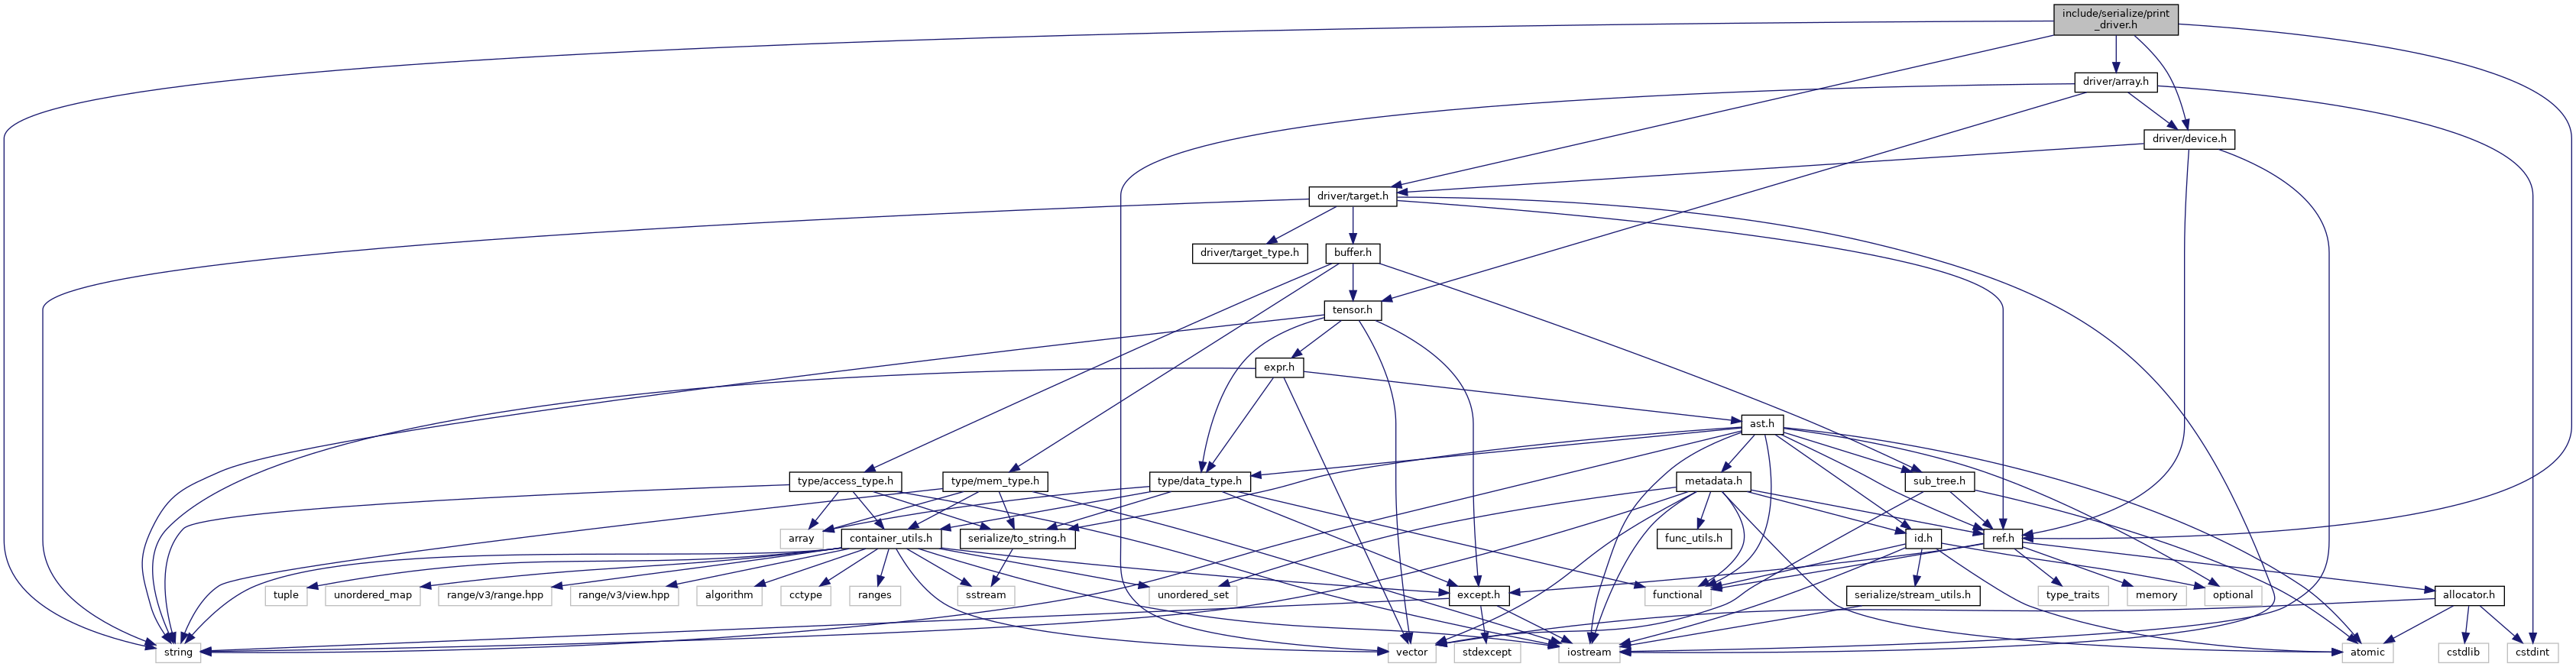 include/serialize/print
_driver.h
driver/array.h
driver/device.h
driver/target.h
driver/target_type.h
buffer.h
tensor.h
expr.h
ast.h
type/access_type.h
type/mem_type.h
type/data_type.h
metadata.h
sub_tree.h
array
container_utils.h
serialize/to_string.h
func_utils.h
id.h
ref.h
tuple
unordered_map
range/v3/range.hpp
range/v3/view.hpp
algorithm
cctype
ranges
sstream
unordered_set
except.h
functional
serialize/stream_utils.h
type_traits
memory
optional
allocator.h
string
vector
stdexcept
iostream
atomic
cstdlib
cstdint